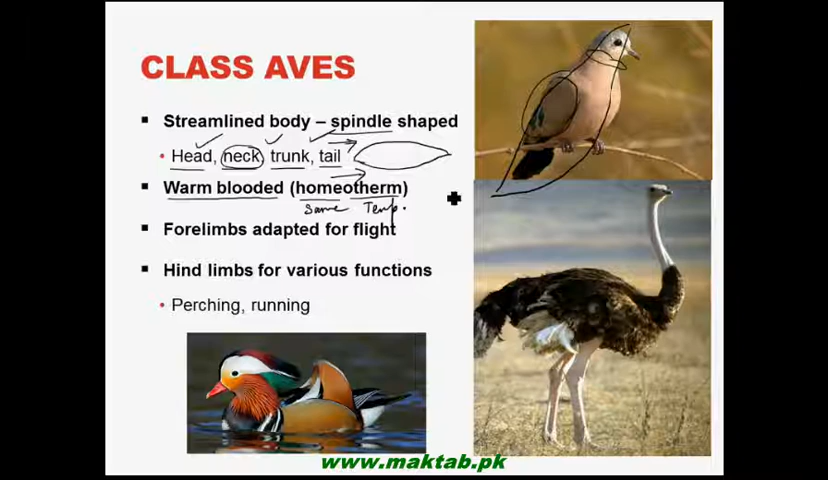 CLASS AVES
Streamlined body – spindle shaped
Head, neck, trunk, tail
Warm blooded (homeotherm)
same Temp.
Forelimbs adapted for flight
Hind limbs for various functions
Perching, running
www.maktab.pk